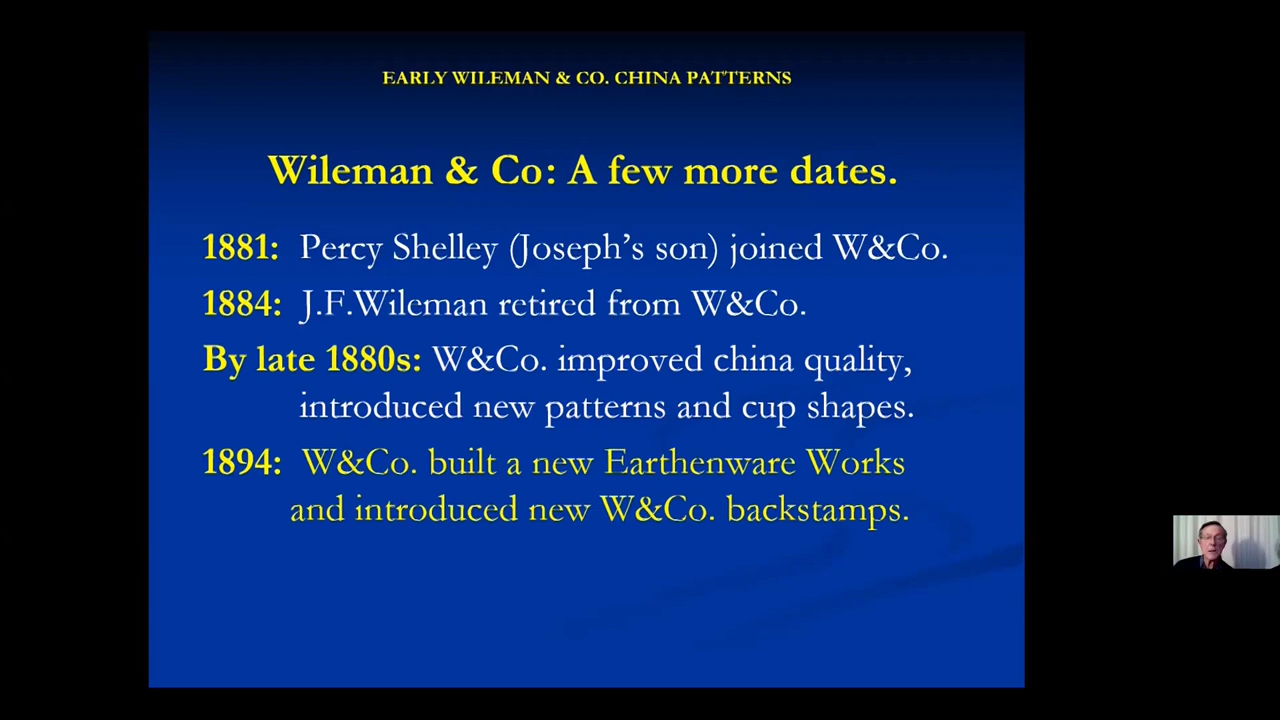 EARLY WILEMAN & CO. CHINA PATTERNS
Wileman & Co: A few more dates.
1881: Percy Shelley (Joseph's son) joined W&Co.
1884: J.F.Wileman retired from W&Co.
By late 1880s: W&Co. improved china quality,
introduced new patterns and cup shapes.
1894: W&Co. built a new Earthenware Works
and introduced new W&Co. backstamps.